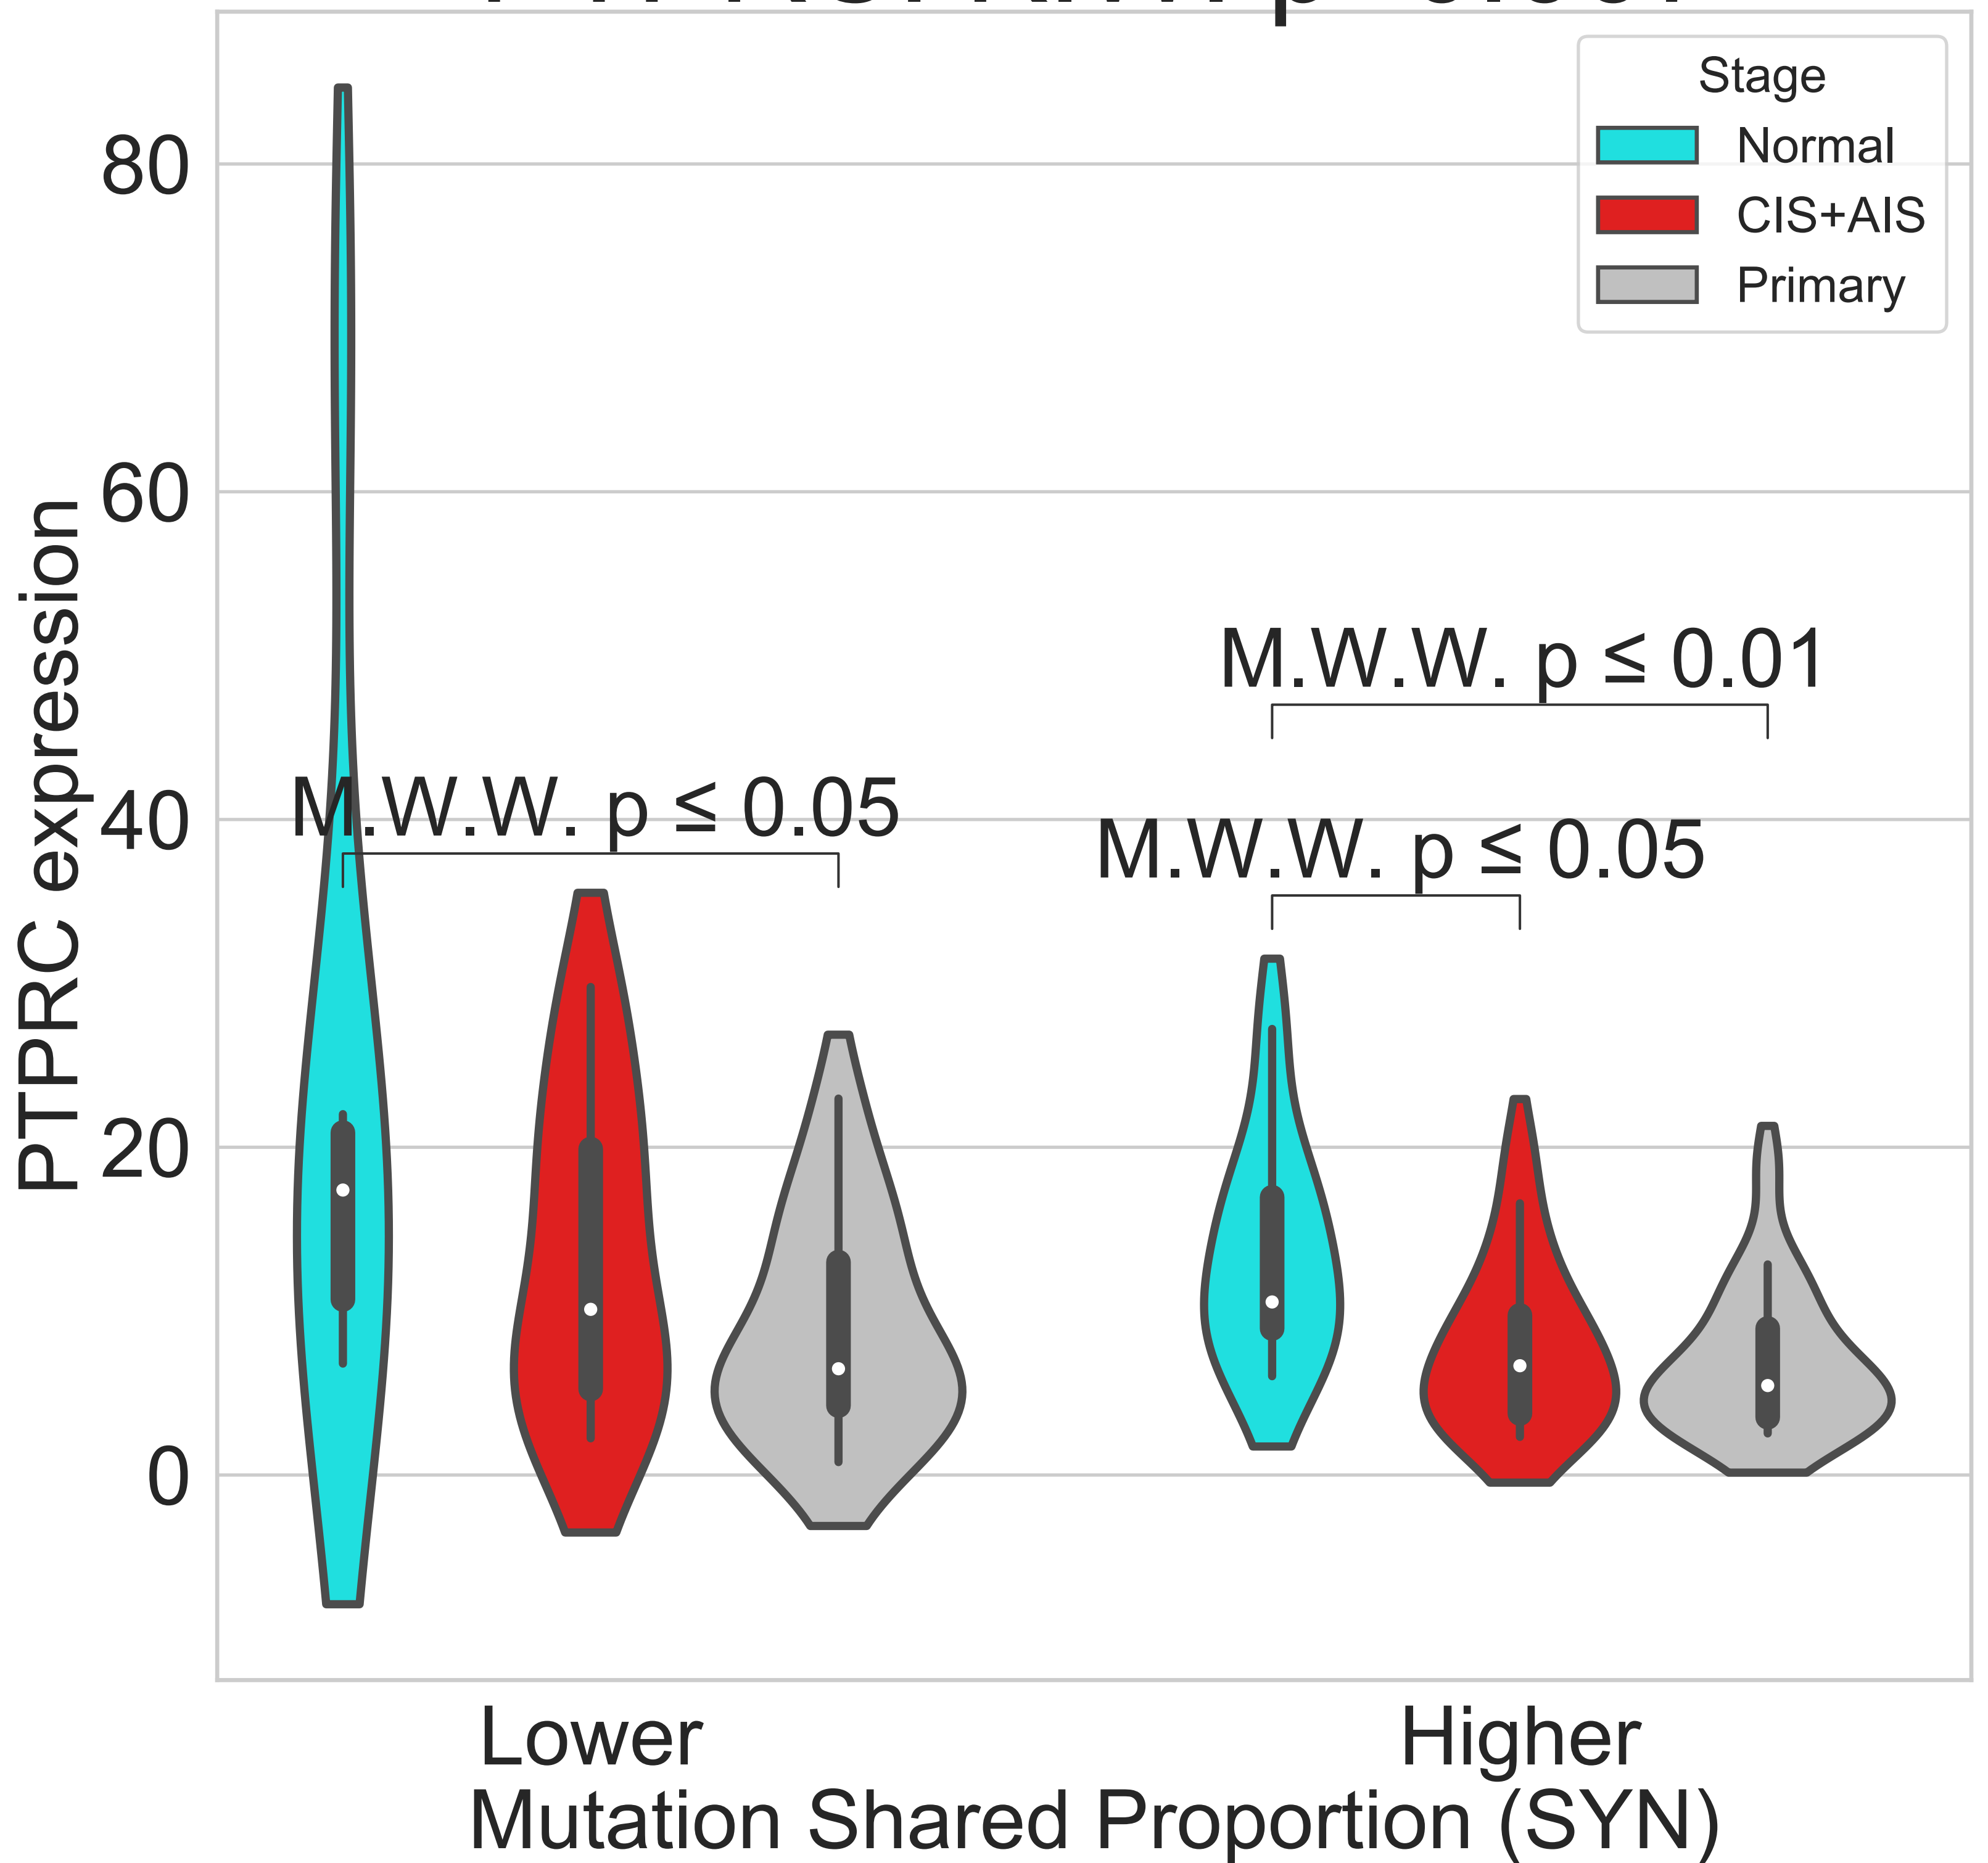 Stage
Normal
CIS+AIS
Primary
80
60
40
20
0
PTPRC expression
M.W.W. p ≤ 0.01
M.W.W. p ≤ 0.05
M.W.W. p ≤ 0.05
Lower
Higher
Mutation Shared Proportion (SYN)